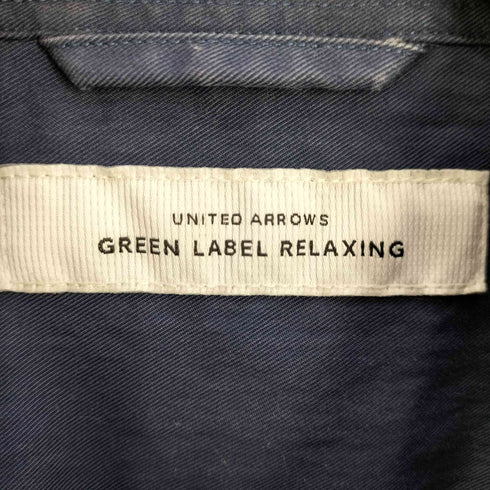 UNITED ARROWS
GREEN LABEL RELAXING